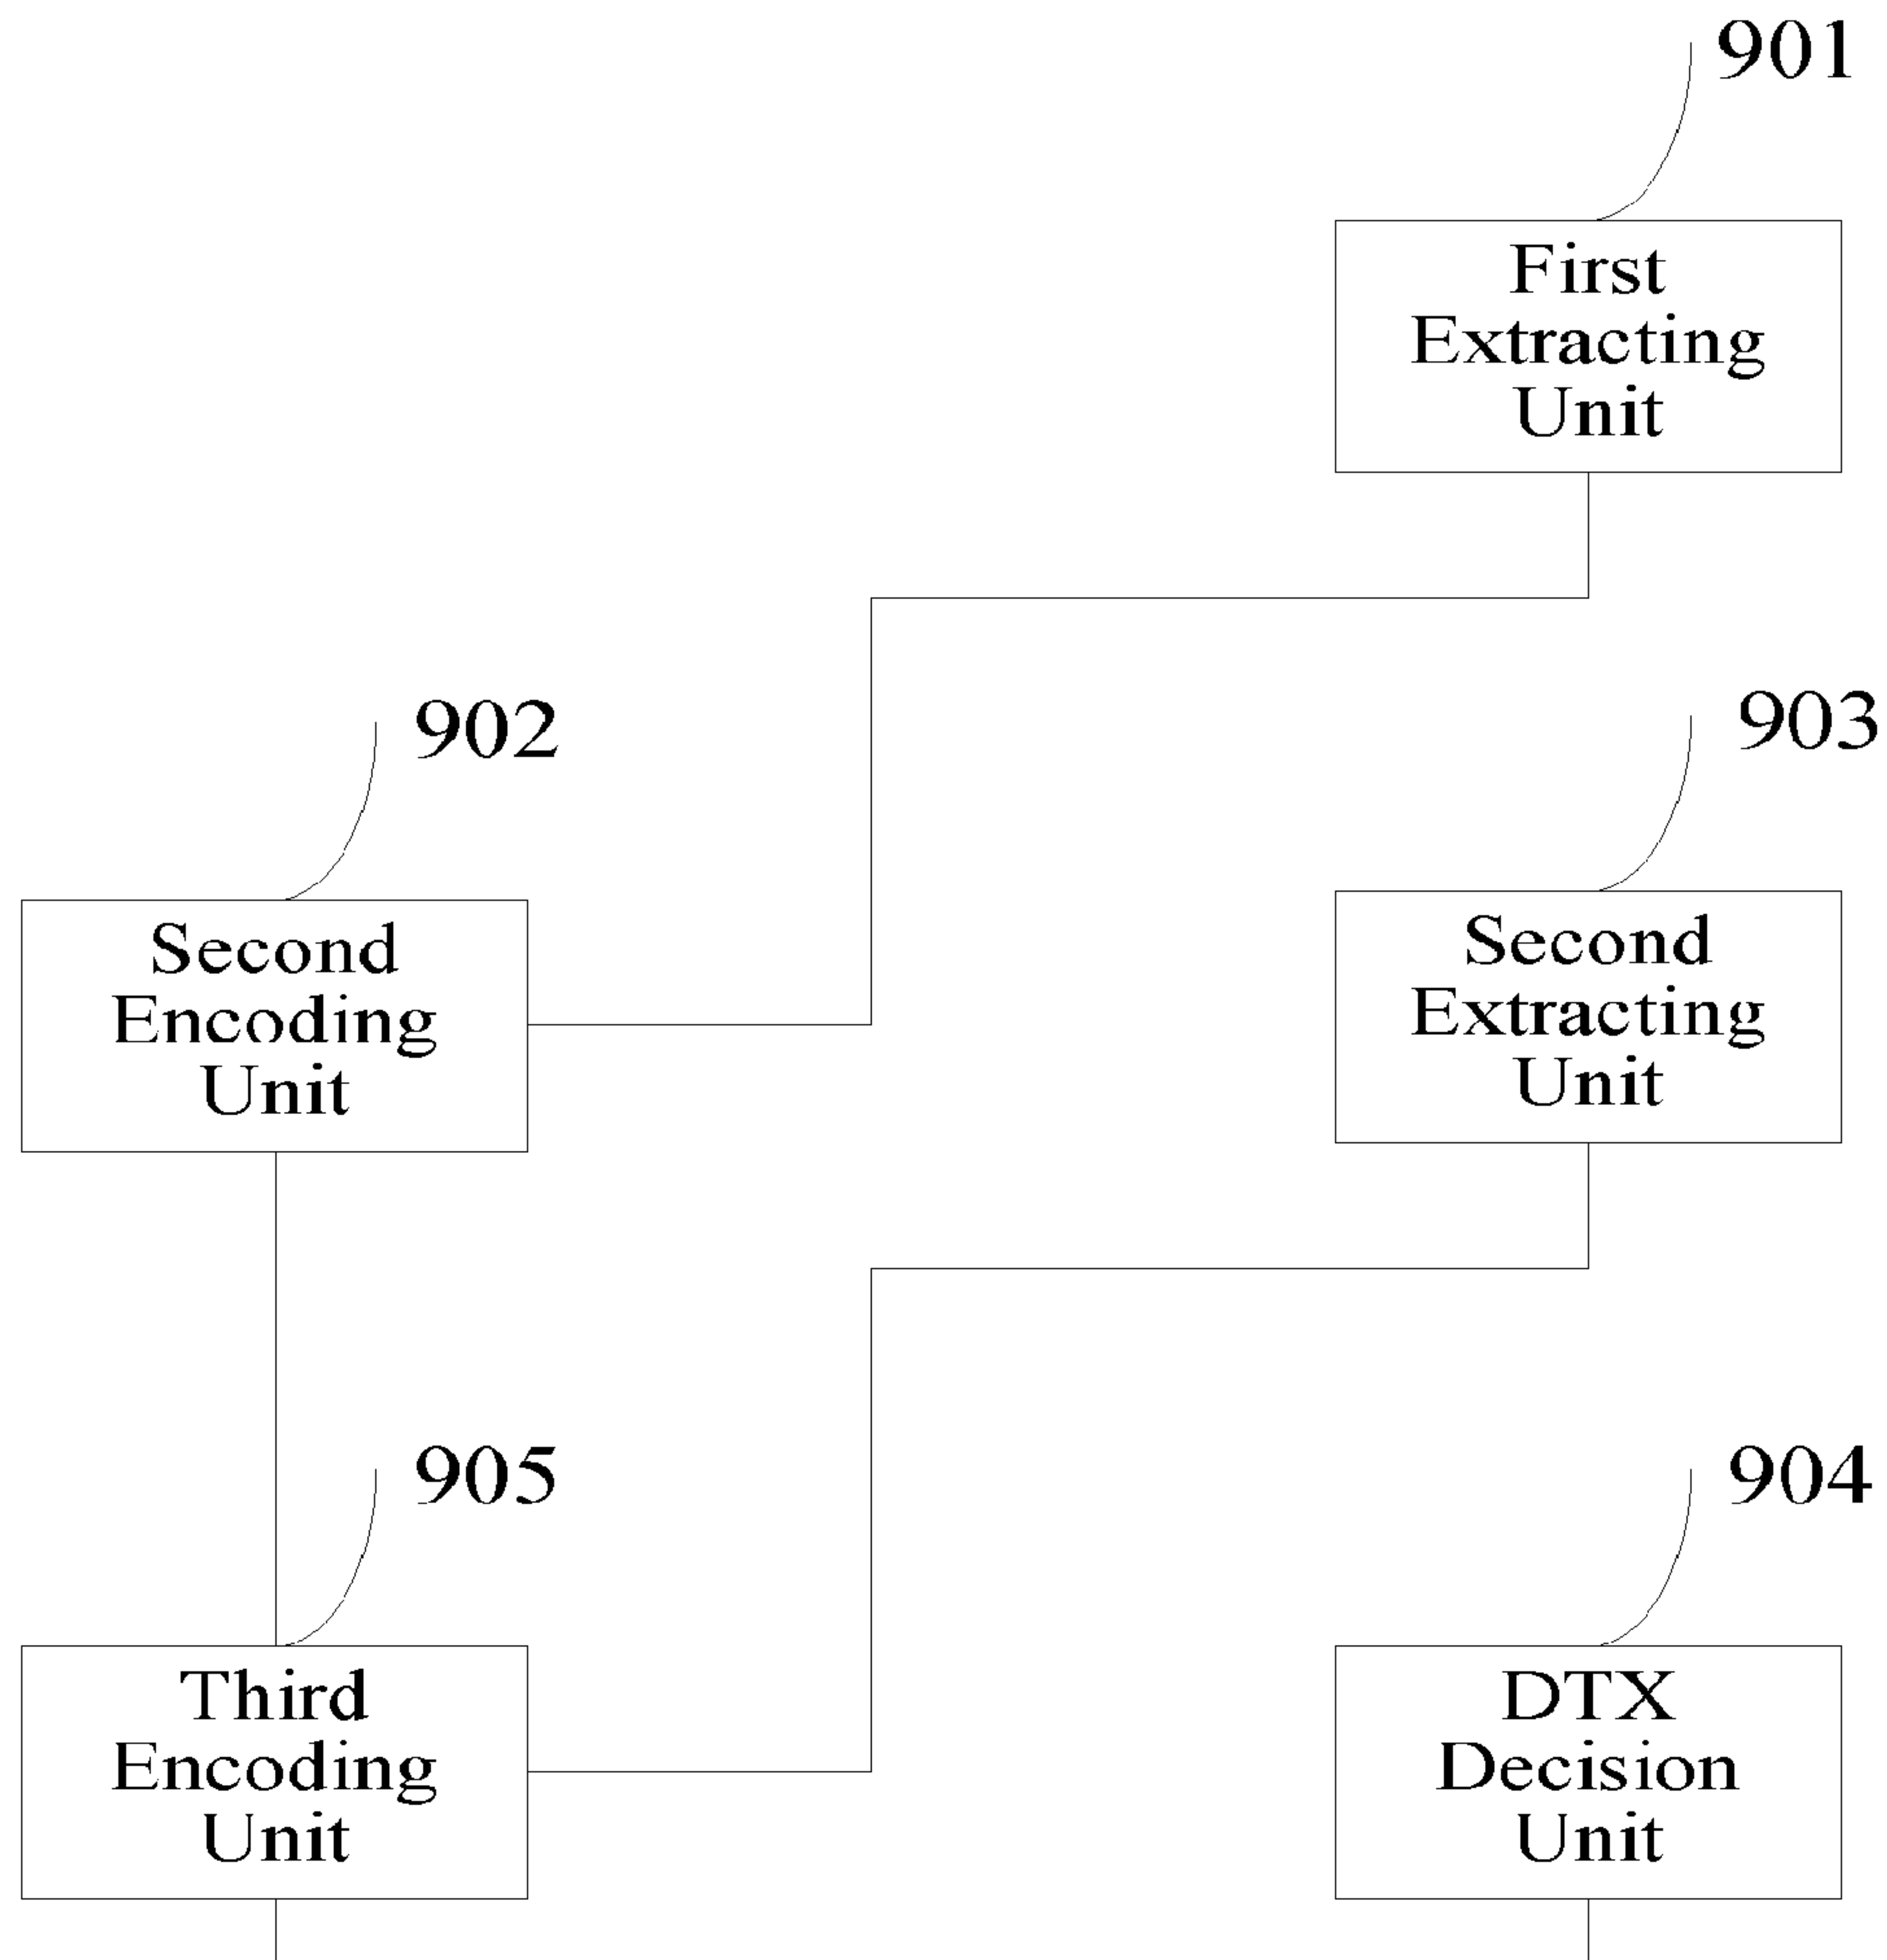 901
First
Extracting
Unit
902
Second
Encoding
Unit
903
Second
Extracting
Unit
905
Third
Encoding
Unit
904
DTX
Decision
Unit